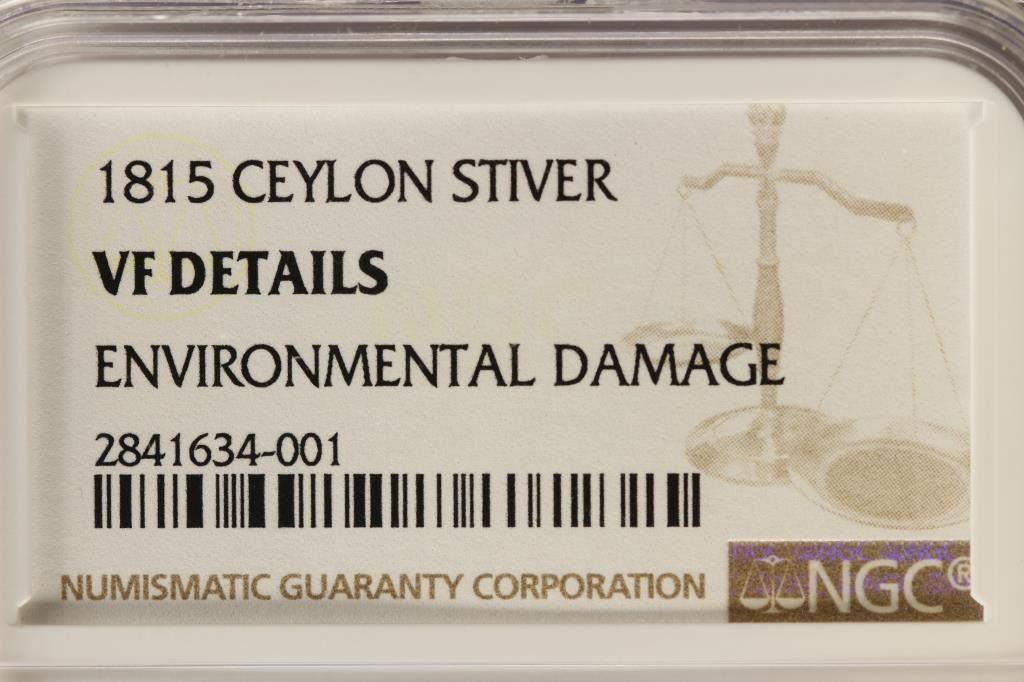 1815 CEYLON STIVER
VF DETAILS
ENVIRONMENTAL DAMAGE
2841634-001
NUMISMATIC GUARANTY CORPORATION
NGC®